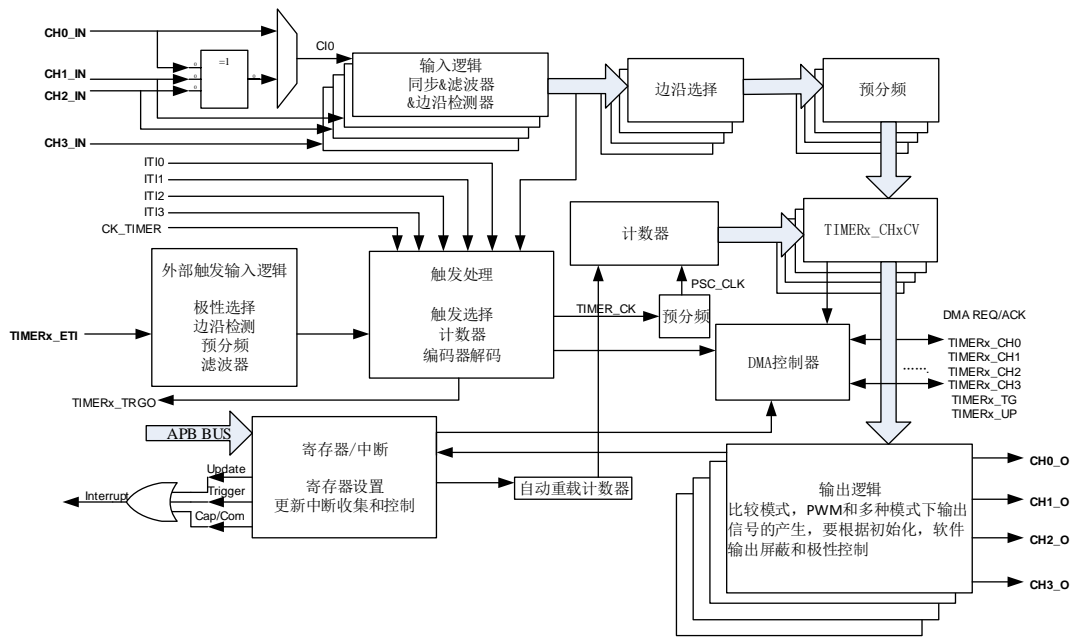 CH0_IN
CH1_IN
CH2_IN
CH3_IN
=1
CI0
输入逻辑
同步&滤波器
&边沿检测器
边沿选择
预分频
ITI0
ITI1
ITI2
ITI3
CK_TIMER
计数器
TIMERx_CHxCV
外部触发输入逻辑
极性选择
边沿检测
预分频
滤波器
TIMERx_ETI
触发处理
触发选择
计数器
编码器解码
TIMER_CK
PSC_CLK
预分频
DMA控制器
DMA REQ/ACK
TIMERx_CH0
TIMERx_CH1
TIMERx_CH2
TIMERx_CH3
TIMERx_TG
TIMERx_UP
.......
TIMERx_TRGO
APB BUS
寄存器/中断
寄存器设置
更新中断收集和控制
Update
Trigger
Cap/Com
Interrupt
自动重载计数器
输出逻辑
比较模式，PWM和多种模式下输出
信号的产生，要根据初始化，软件
输出屏蔽和极性控制
CH0_O
CH1_O
CH2_O
CH3_O